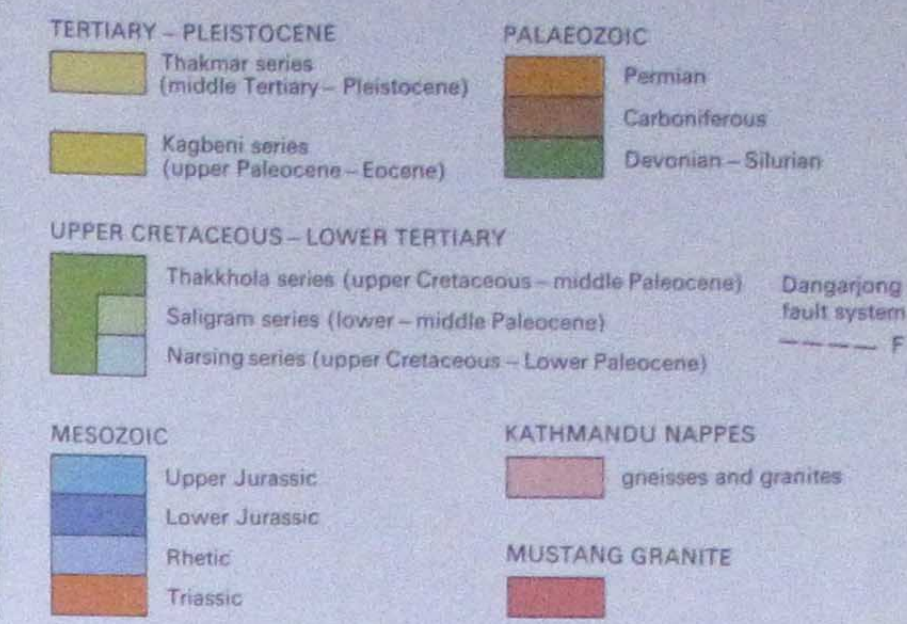 TERTIARY – PLEISTOCENE
Thakmar series
(middle Tertiary – Pleistocene)
Kagbeni series
(upper Paleocene – Eocene)
PALAEOZOIC
Permian
Carboniferous
Devonian – Silurian
UPPER CRETACEOUS – LOWER TERTIARY
Thakkhola series (upper Cretaceous – middle Paleocene)
Saligram series (lower – middle Paleocene)
Narsing series (upper Cretaceous – Lower Paleocene)
Dangarjong
fault system
F
MESOZOIC
Upper Jurassic
Lower Jurassic
Rhetic
Triassic
KATHMANDU NAPPES
gneisses and granites
MUSTANG GRANITE